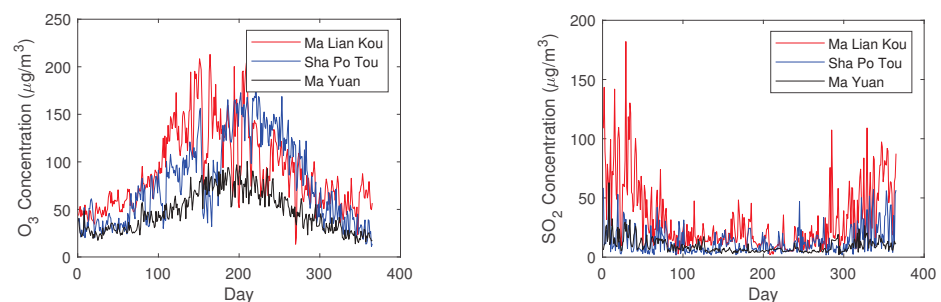 O3 Concentration (μg/m3)
250
200
150
100
50
0
Ma Lian Kou
Sha Po Tou
Ma Yuan
0 100 200 300 400
Day
SO2 Concentration (μg/m3)
200
150
100
50
0
Ma Lian Kou
Sha Po Tou
Ma Yuan
0 100 200 300 400
Day